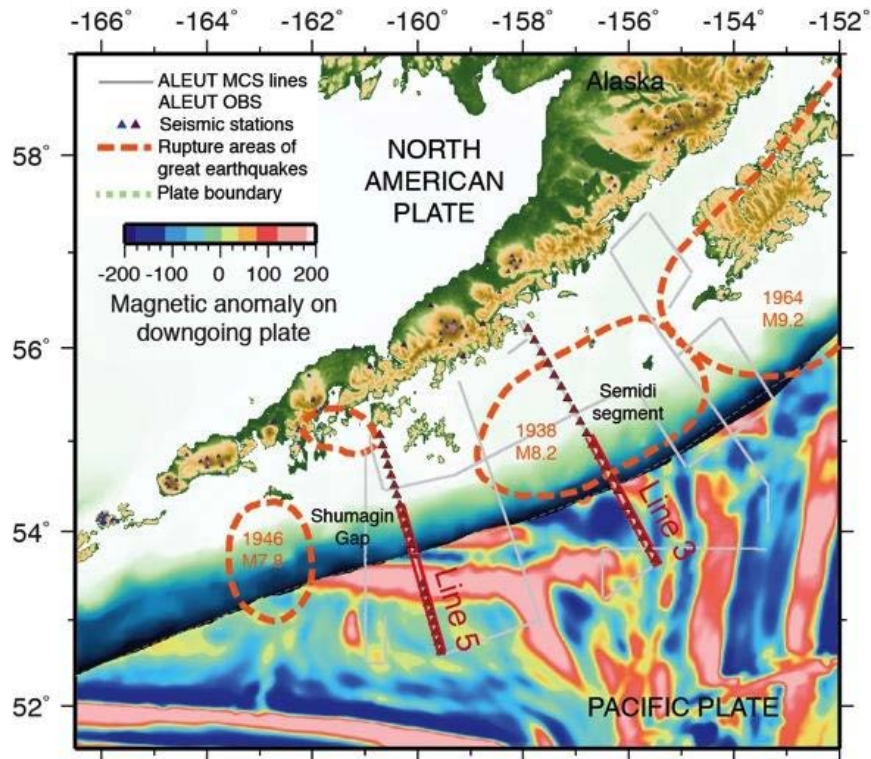 -166° -164° -162° -160° -158° -156° -154° -152°
ALEUT MCS lines
ALEUT OBS
Seismic stations
Rupture areas of
great earthquakes
Plate boundary
-200 -100 0 100 200
Magnetic anomaly on
downgoing plate
NORTH
AMERICAN
PLATE
Alaska
58°
56°
54°
52°
1964
M9.2
Semidi
segment
1938
M8.2
Shumagin
Gap
1946
M7.9
Line 3
Line 5
PACIFIC PLATE